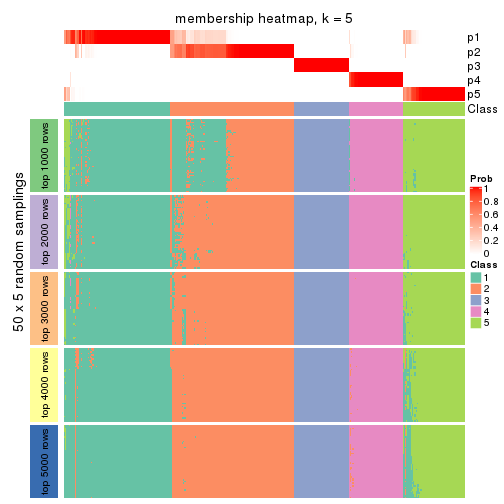 membership heatmap, k = 5
p1
p2
p3
p4
p5
Class
50 x 5 random samplings
top 1000 rows
top 2000 rows
top 3000 rows
top 4000 rows
top 5000 rows
Prob
1
0.8
0.6
0.4
0.2
0
Class
1
2
3
4
5